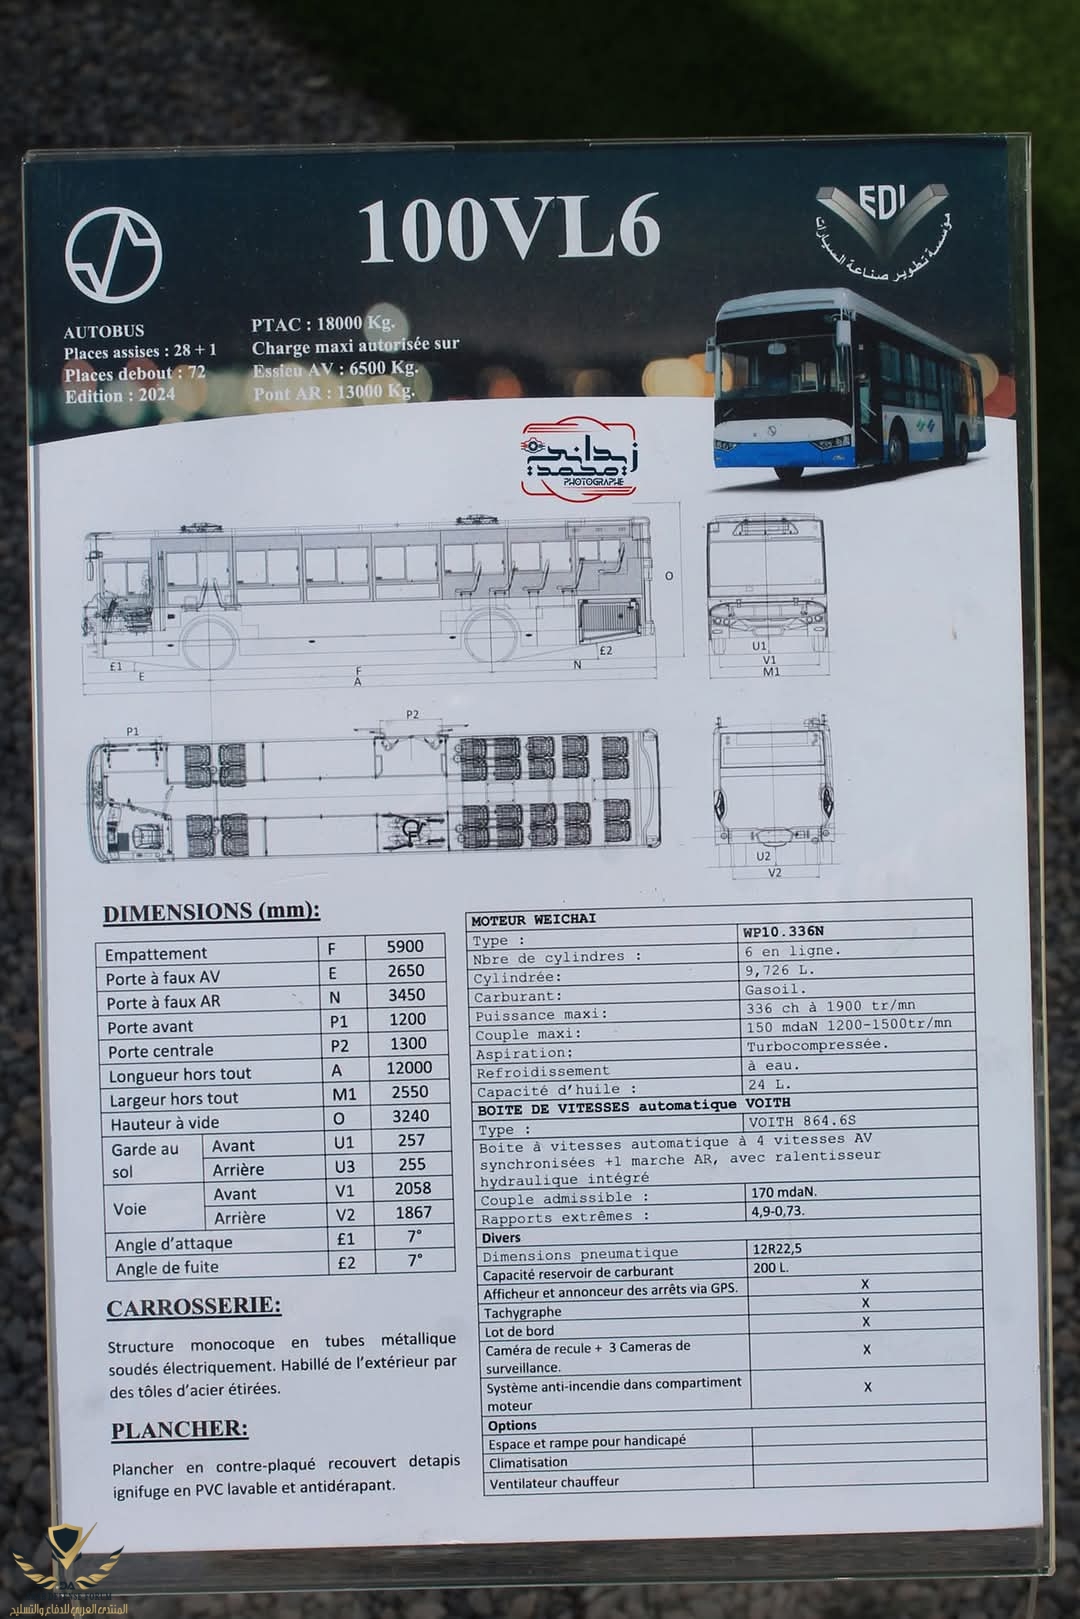 100VL6
EDI
مؤسسة تطوير صناعة السيارات
AUTOBUS
Places assises : 28 + 1
Places debout : 72
Edition : 2024
PTAC : 18000 Kg.
Charge maxi autorisée sur
Essieu AV : 6500 Kg.
Pont AR : 13000 Kg.
زيداني محمد
PHOTOGRAPHE
O
£1
E
F
A
N
£2
U1
V1
M1
P1
P2
U2
V2
DIMENSIONS (mm):
Empattement F 5900
Porte à faux AV E 2650
Porte à faux AR N 3450
Porte avant P1 1200
Porte centrale P2 1300
Longueur hors tout A 12000
Largeur hors tout M1 2550
Hauteur à vide O 3240
Garde au sol Avant U1 257
Arrière U3 255
Voie Avant V1 2058
Arrière V2 1867
Angle d'attaque £1 7°
Angle de fuite £2 7°
CARROSSERIE:
Structure monocoque en tubes métallique
soudés électriquement. Habillé de l'extérieur par
des tôles d'acier étirées.
PLANCHER:
Plancher en contre-plaqué recouvert detapis
ignifuge en PVC lavable et antidérapant.
MOTEUR WEICHAI
Type : WP10.336N
Nbre de cylindres : 6 en ligne.
Cylindrée: 9,726 L.
Carburant: Gasoil.
Puissance maxi: 336 ch à 1900 tr/mn
Couple maxi: 150 mdaN 1200-1500tr/mn
Aspiration: Turbocompressée.
Refroidissement à eau.
Capacité d'huile : 24 L.
BOITE DE VITESSES automatique VOITH
Type : VOITH 864.6S
Boite à vitesses automatique à 4 vitesses AV
synchronisées +1 marche AR, avec ralentisseur
hydraulique intégré
Couple admissible : 170 mdaN.
Rapports extrêmes : 4,9-0,73.
Divers
Dimensions pneumatique 12R22,5
Capacité reservoir de carburant 200 L.
Afficheur et annonceur des arrêts via GPS. X
Tachygraphe X
Lot de bord X
Caméra de recule + 3 Cameras de
surveillance. X
Système anti-incendie dans compartiment
moteur X
Options
Espace et rampe pour handicapé
Climatisation
Ventilateur chauffeur
المنتدى العربي للدفاع والتسليح